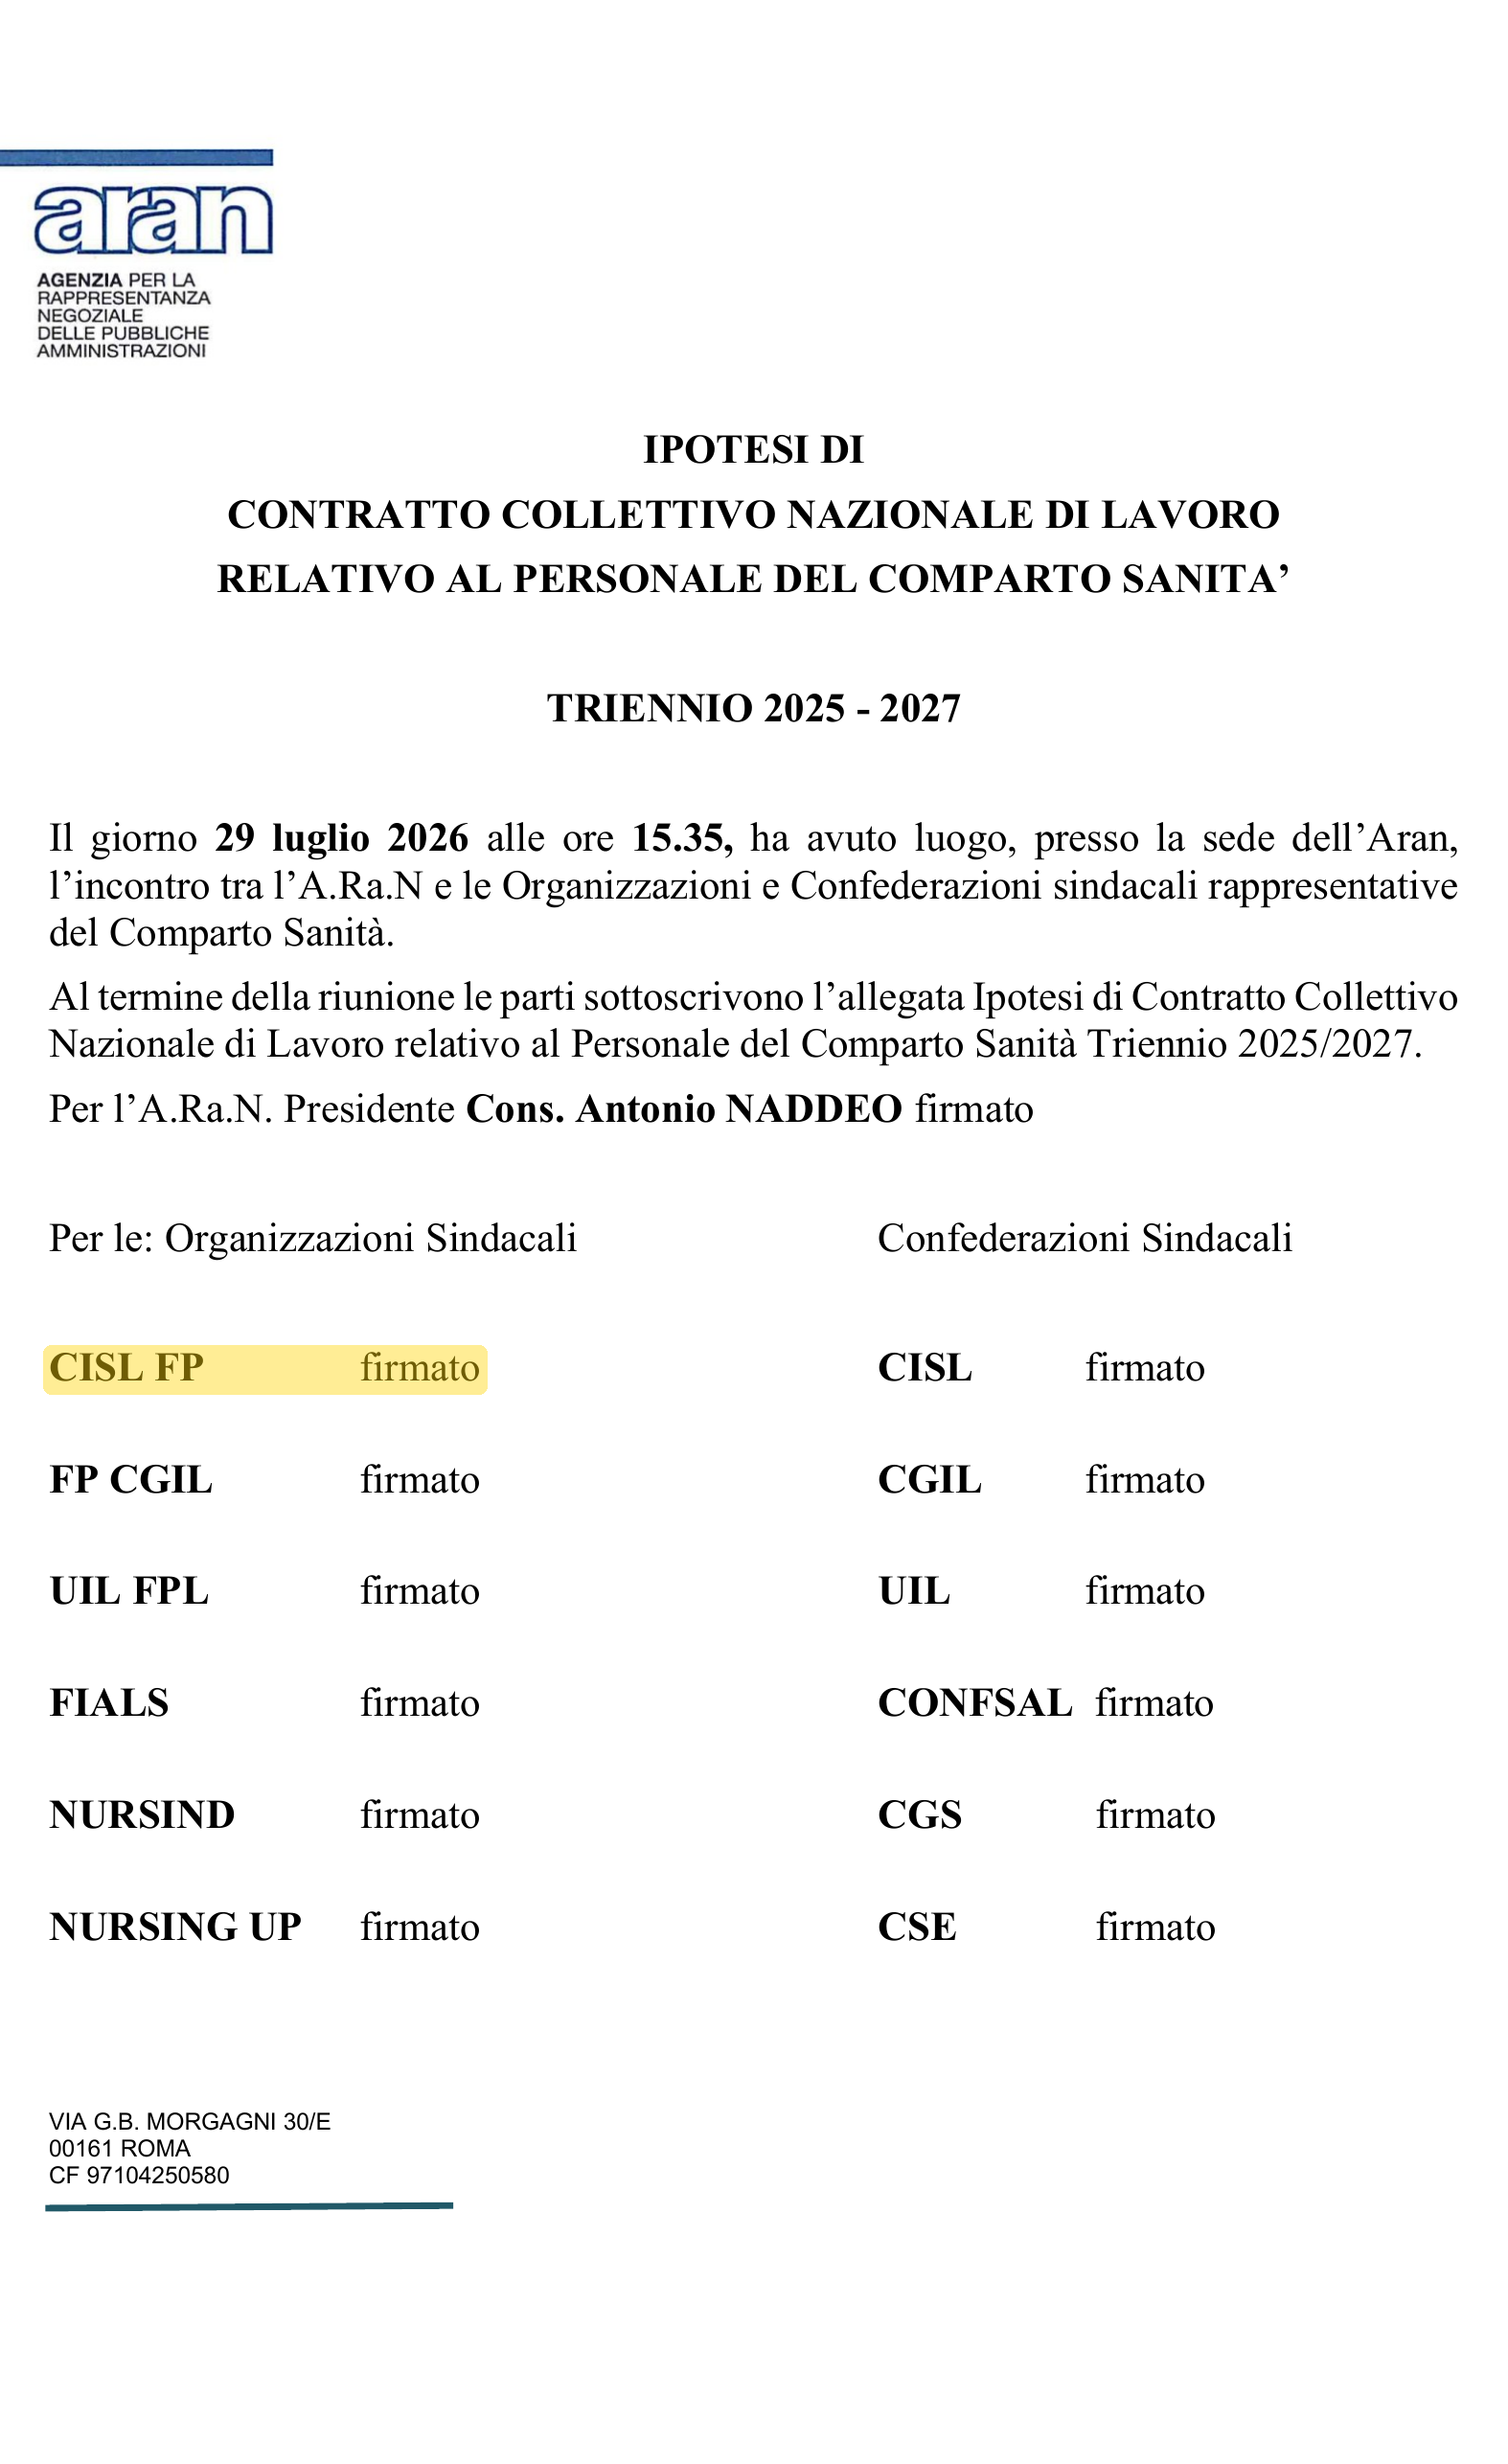 aran
AGENZIA PER LA
RAPPRESENTANZA
NEGOZIALE
DELLE PUBBLICHE
AMMINISTRAZIONI
IPOTESI DI
CONTRATTO COLLETTIVO NAZIONALE DI LAVORO
RELATIVO AL PERSONALE DEL COMPARTO SANITA’
TRIENNIO 2025 - 2027
Il giorno 29 luglio 2026 alle ore 15.35, ha avuto luogo, presso la sede dell’Aran,
l’incontro tra l’A.Ra.N e le Organizzazioni e Confederazioni sindacali rappresentative
del Comparto Sanità.
Al termine della riunione le parti sottoscrivono l’allegata Ipotesi di Contratto Collettivo
Nazionale di Lavoro relativo al Personale del Comparto Sanità Triennio 2025/2027.
Per l’A.Ra.N. Presidente Cons. Antonio NADDEO firmato
Per le: Organizzazioni Sindacali Confederazioni Sindacali
CISL FP firmato CISL firmato
FP CGIL firmato CGIL firmato
UIL FPL firmato UIL firmato
FIALS firmato CONFSAL firmato
NURSIND firmato CGS firmato
NURSING UP firmato CSE firmato
VIA G.B. MORGAGNI 30/E
00161 ROMA
CF 97104250580